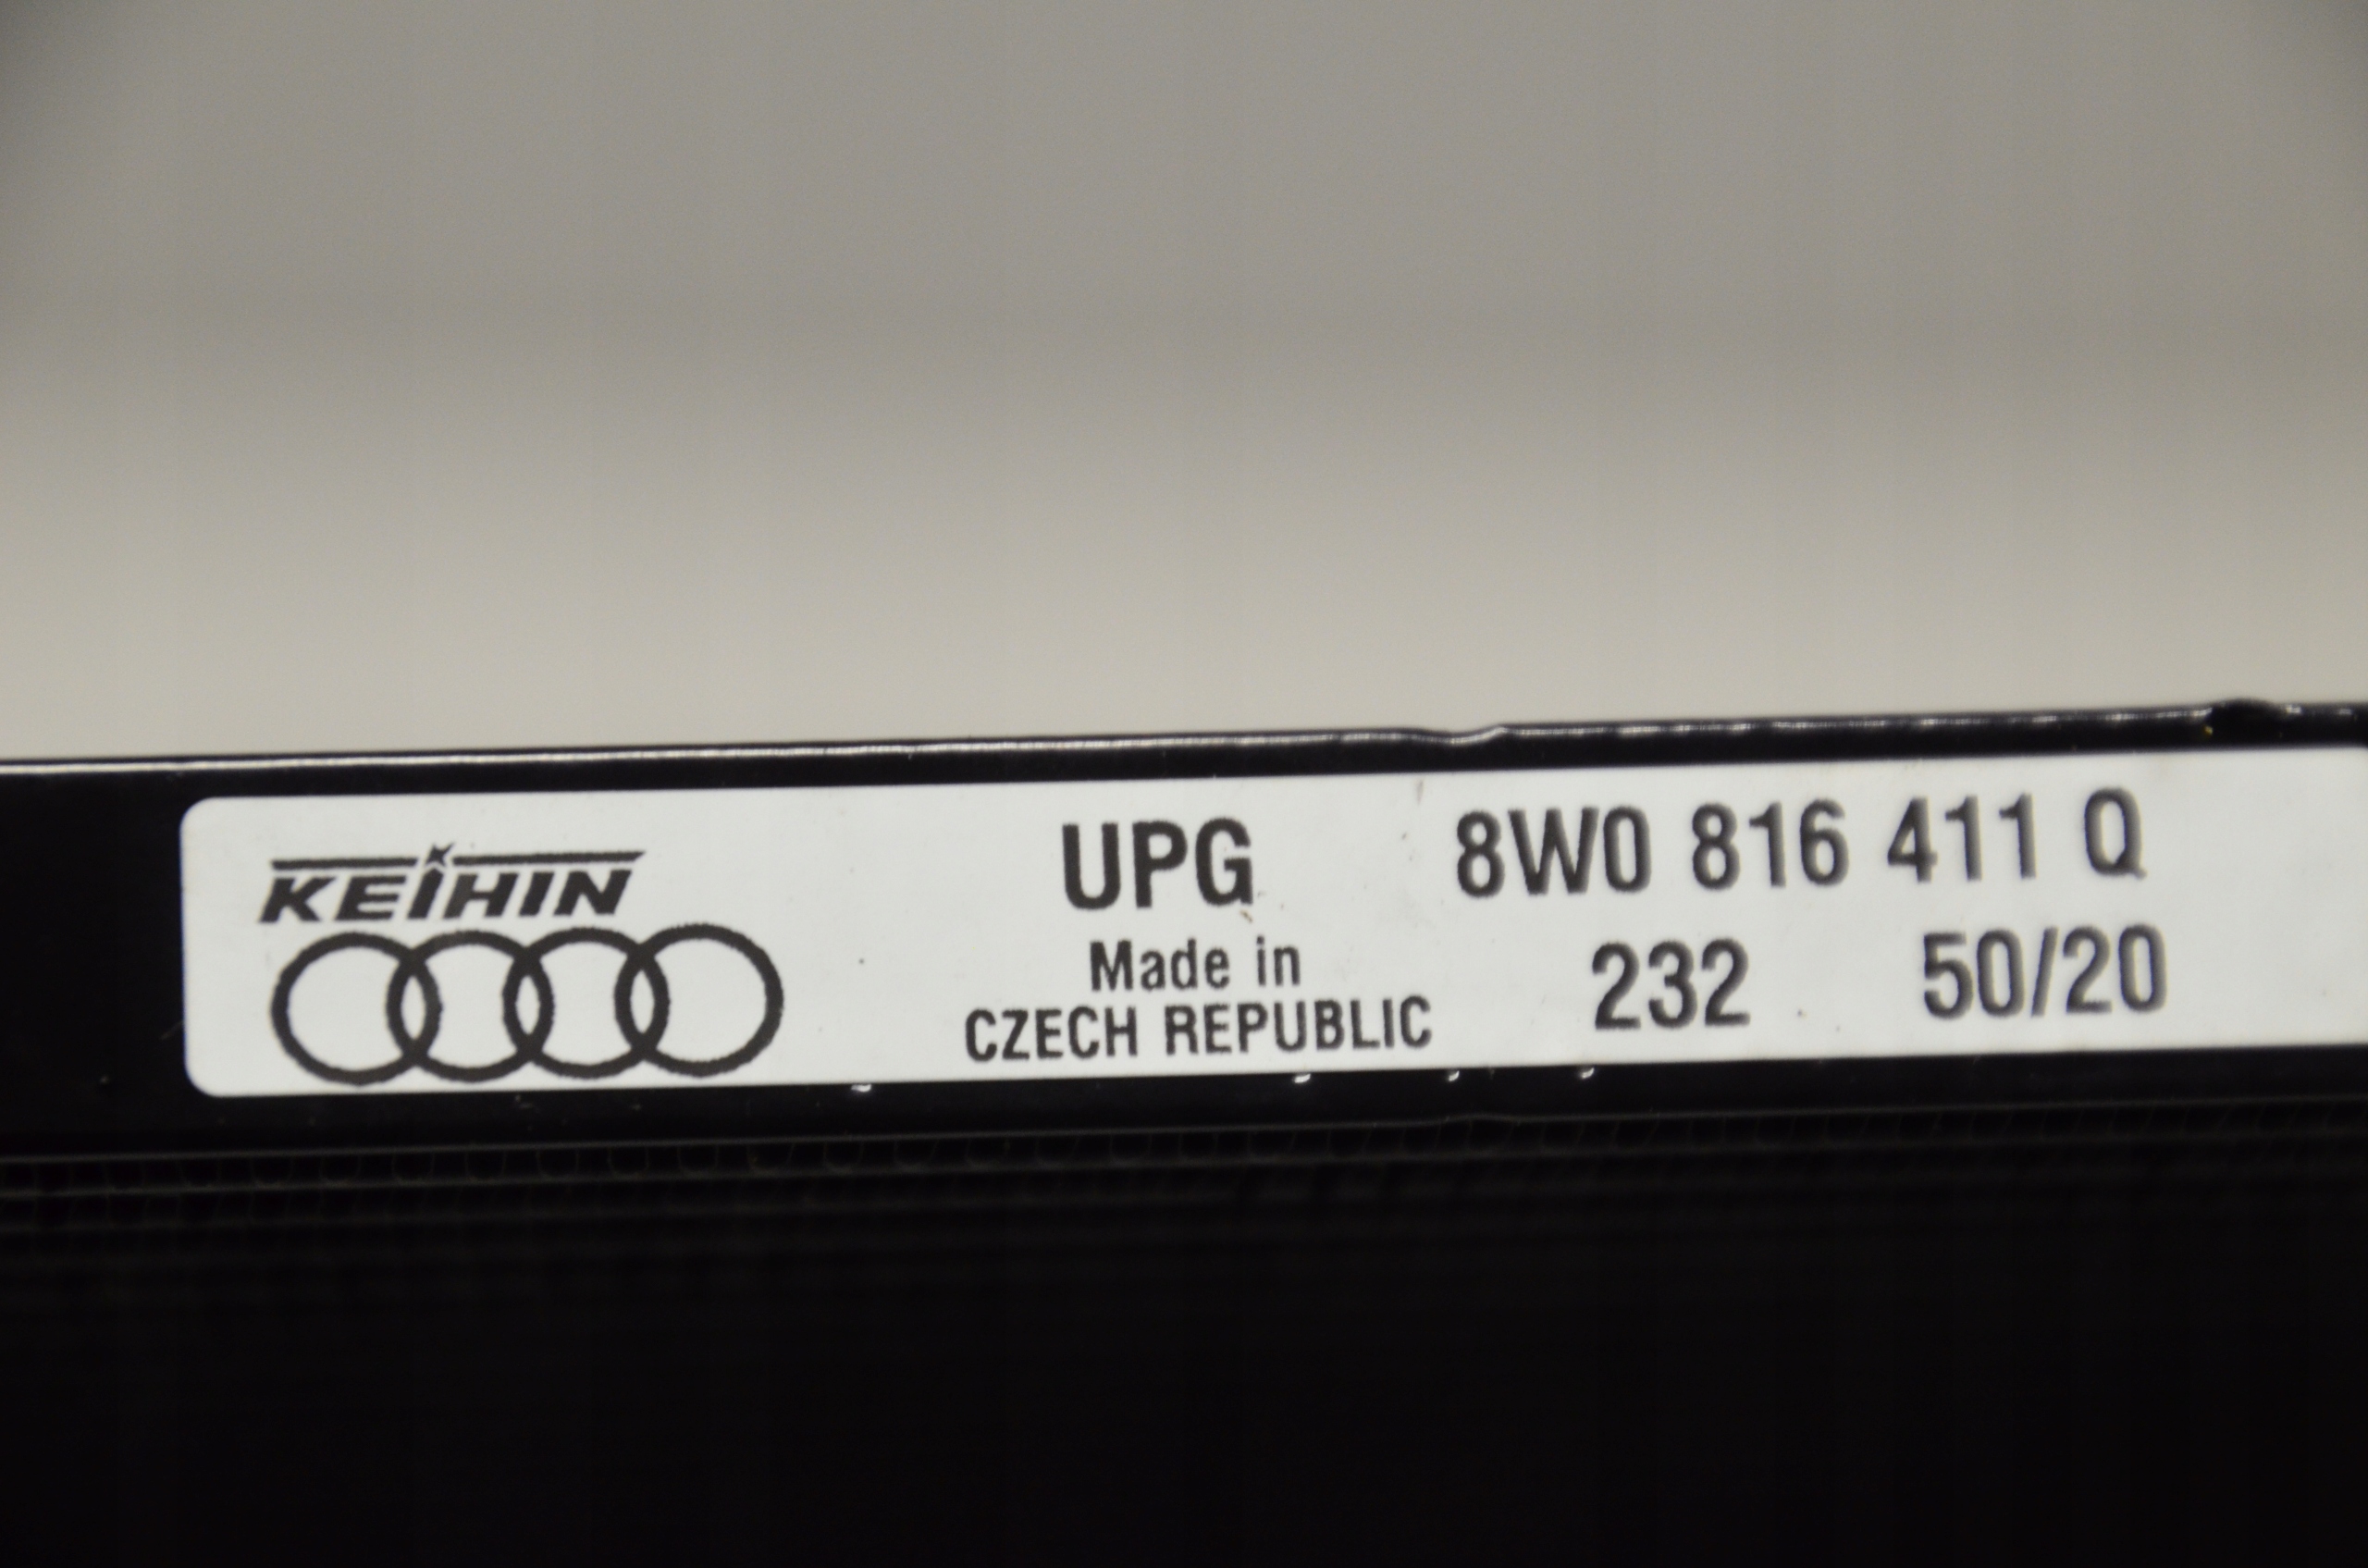 KEIHIN
UPG 8W0 816 411 Q
Made in
CZECH REPUBLIC
232 50/20